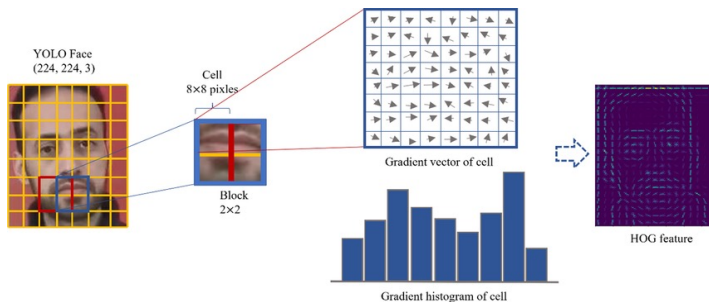 YOLO Face
(224, 224, 3)
Cell
8×8 pixles
Block
2×2
Gradient vector of cell
Gradient histogram of cell
HOG feature